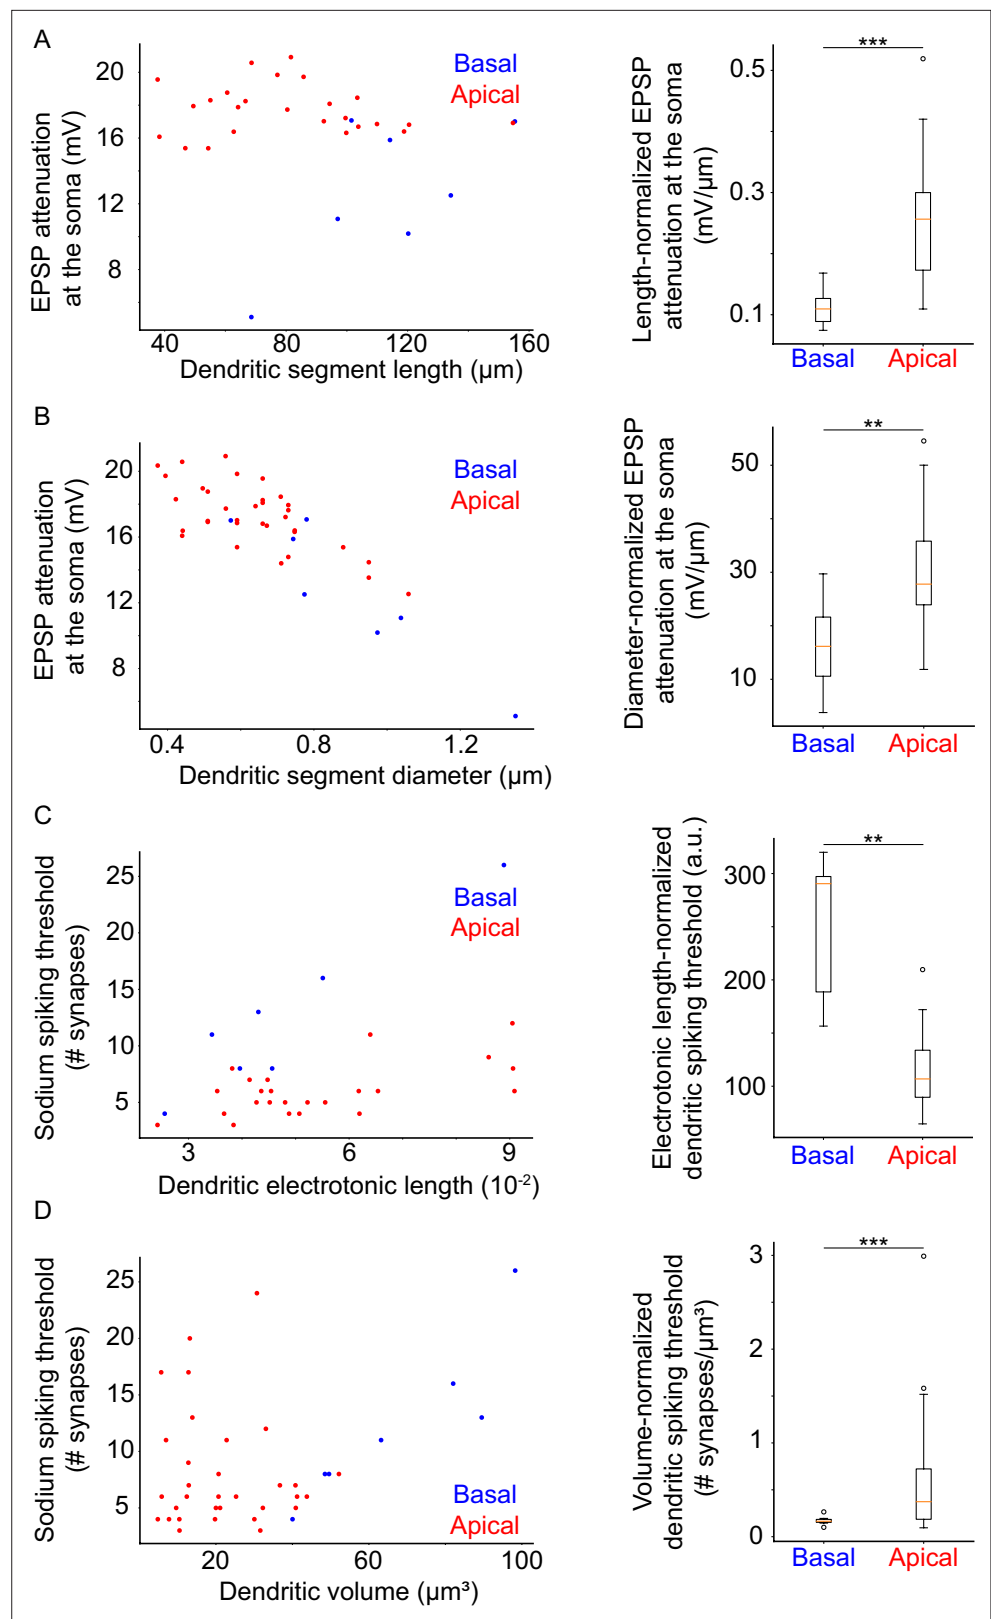 A
EPSP attenuation
at the soma (mV)
20
16
12
8
40
80
120
160
Dendritic segment length (µm)
Basal
Apical
Length-normalized EPSP
attenuation at the soma
(mV/µm)
0.5
0.3
0.1
***
Basal
Apical
B
EPSP attenuation
at the soma (mV)
20
16
12
8
0.4
0.8
1.2
Dendritic segment diameter (µm)
Basal
Apical
Diameter-normalized EPSP
attenuation at the soma
(mV/µm)
50
30
10
**
Basal
Apical
C
Sodium spiking threshold
(# synapses)
25
20
15
10
5
3
6
9
Dendritic electrotonic length (10⁻²)
Basal
Apical
Electrotonic length-normalized
dendritic spiking threshold (a.u.)
300
200
100
**
Basal
Apical
D
Sodium spiking threshold
(# synapses)
25
20
15
10
5
20
60
100
Dendritic volume (µm³)
Basal
Apical
Volume-normalized
dendritic spiking threshold
(# synapses/µm³)
3
2
1
0
***
Basal
Apical